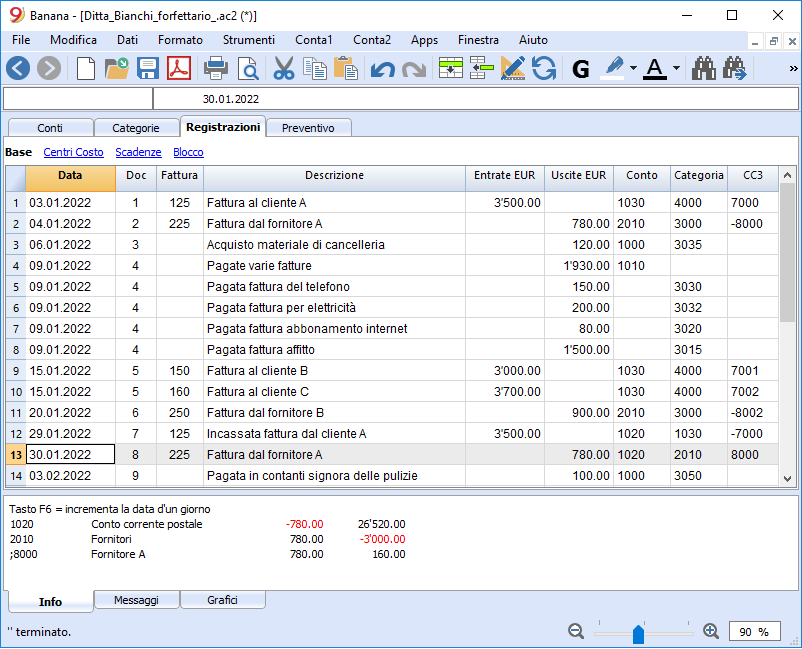 Banana - [Ditta_Bianchi_forfettario_.ac2 (*)]
File Modifica Dati Formato Strumenti Conta1 Conta2 Apps Finestra Aiuto
G A »
30.01.2022
Conti Categorie Registrazioni Preventivo
Base Centri Costo Scadenze Blocco
Data Doc Fattura Descrizione Entrate EUR Uscite EUR Conto Categoria CC3
1 03.01.2022 1 125 Fattura al cliente A 3'500.00 1030 4000 7000
2 04.01.2022 2 225 Fattura dal fornitore A 780.00 2010 3000 -8000
3 06.01.2022 3 Acquisto materiale di cancelleria 120.00 1000 3035
4 09.01.2022 4 Pagate varie fatture 1'930.00 1010
5 09.01.2022 4 Pagata fattura del telefono 150.00 3030
6 09.01.2022 4 Pagata fattura per elettricità 200.00 3032
7 09.01.2022 4 Pagata fattura abbonamento internet 80.00 3020
8 09.01.2022 4 Pagata fattura affitto 1'500.00 3015
9 15.01.2022 5 150 Fattura al cliente B 3'000.00 1030 4000 7001
10 15.01.2022 5 160 Fattura al cliente C 3'700.00 1030 4000 7002
11 20.01.2022 6 250 Fattura dal fornitore B 900.00 2010 3000 -8002
12 29.01.2022 7 125 Incassata fattura dal cliente A 3'500.00 1020 1030 -7000
13 30.01.2022 8 225 Fattura dal fornitore A 780.00 1020 2010 8000
14 03.02.2022 9 Pagata in contanti signora delle pulizie 100.00 1000 3050
Tasto F6 = incrementa la data d'un giorno
1020 Conto corrente postale -780.00 26'520.00
2010 Fornitori 780.00 -3'000.00
;8000 Fornitore A 780.00 160.00
Info Messaggi Grafici
'' terminato. 90 %